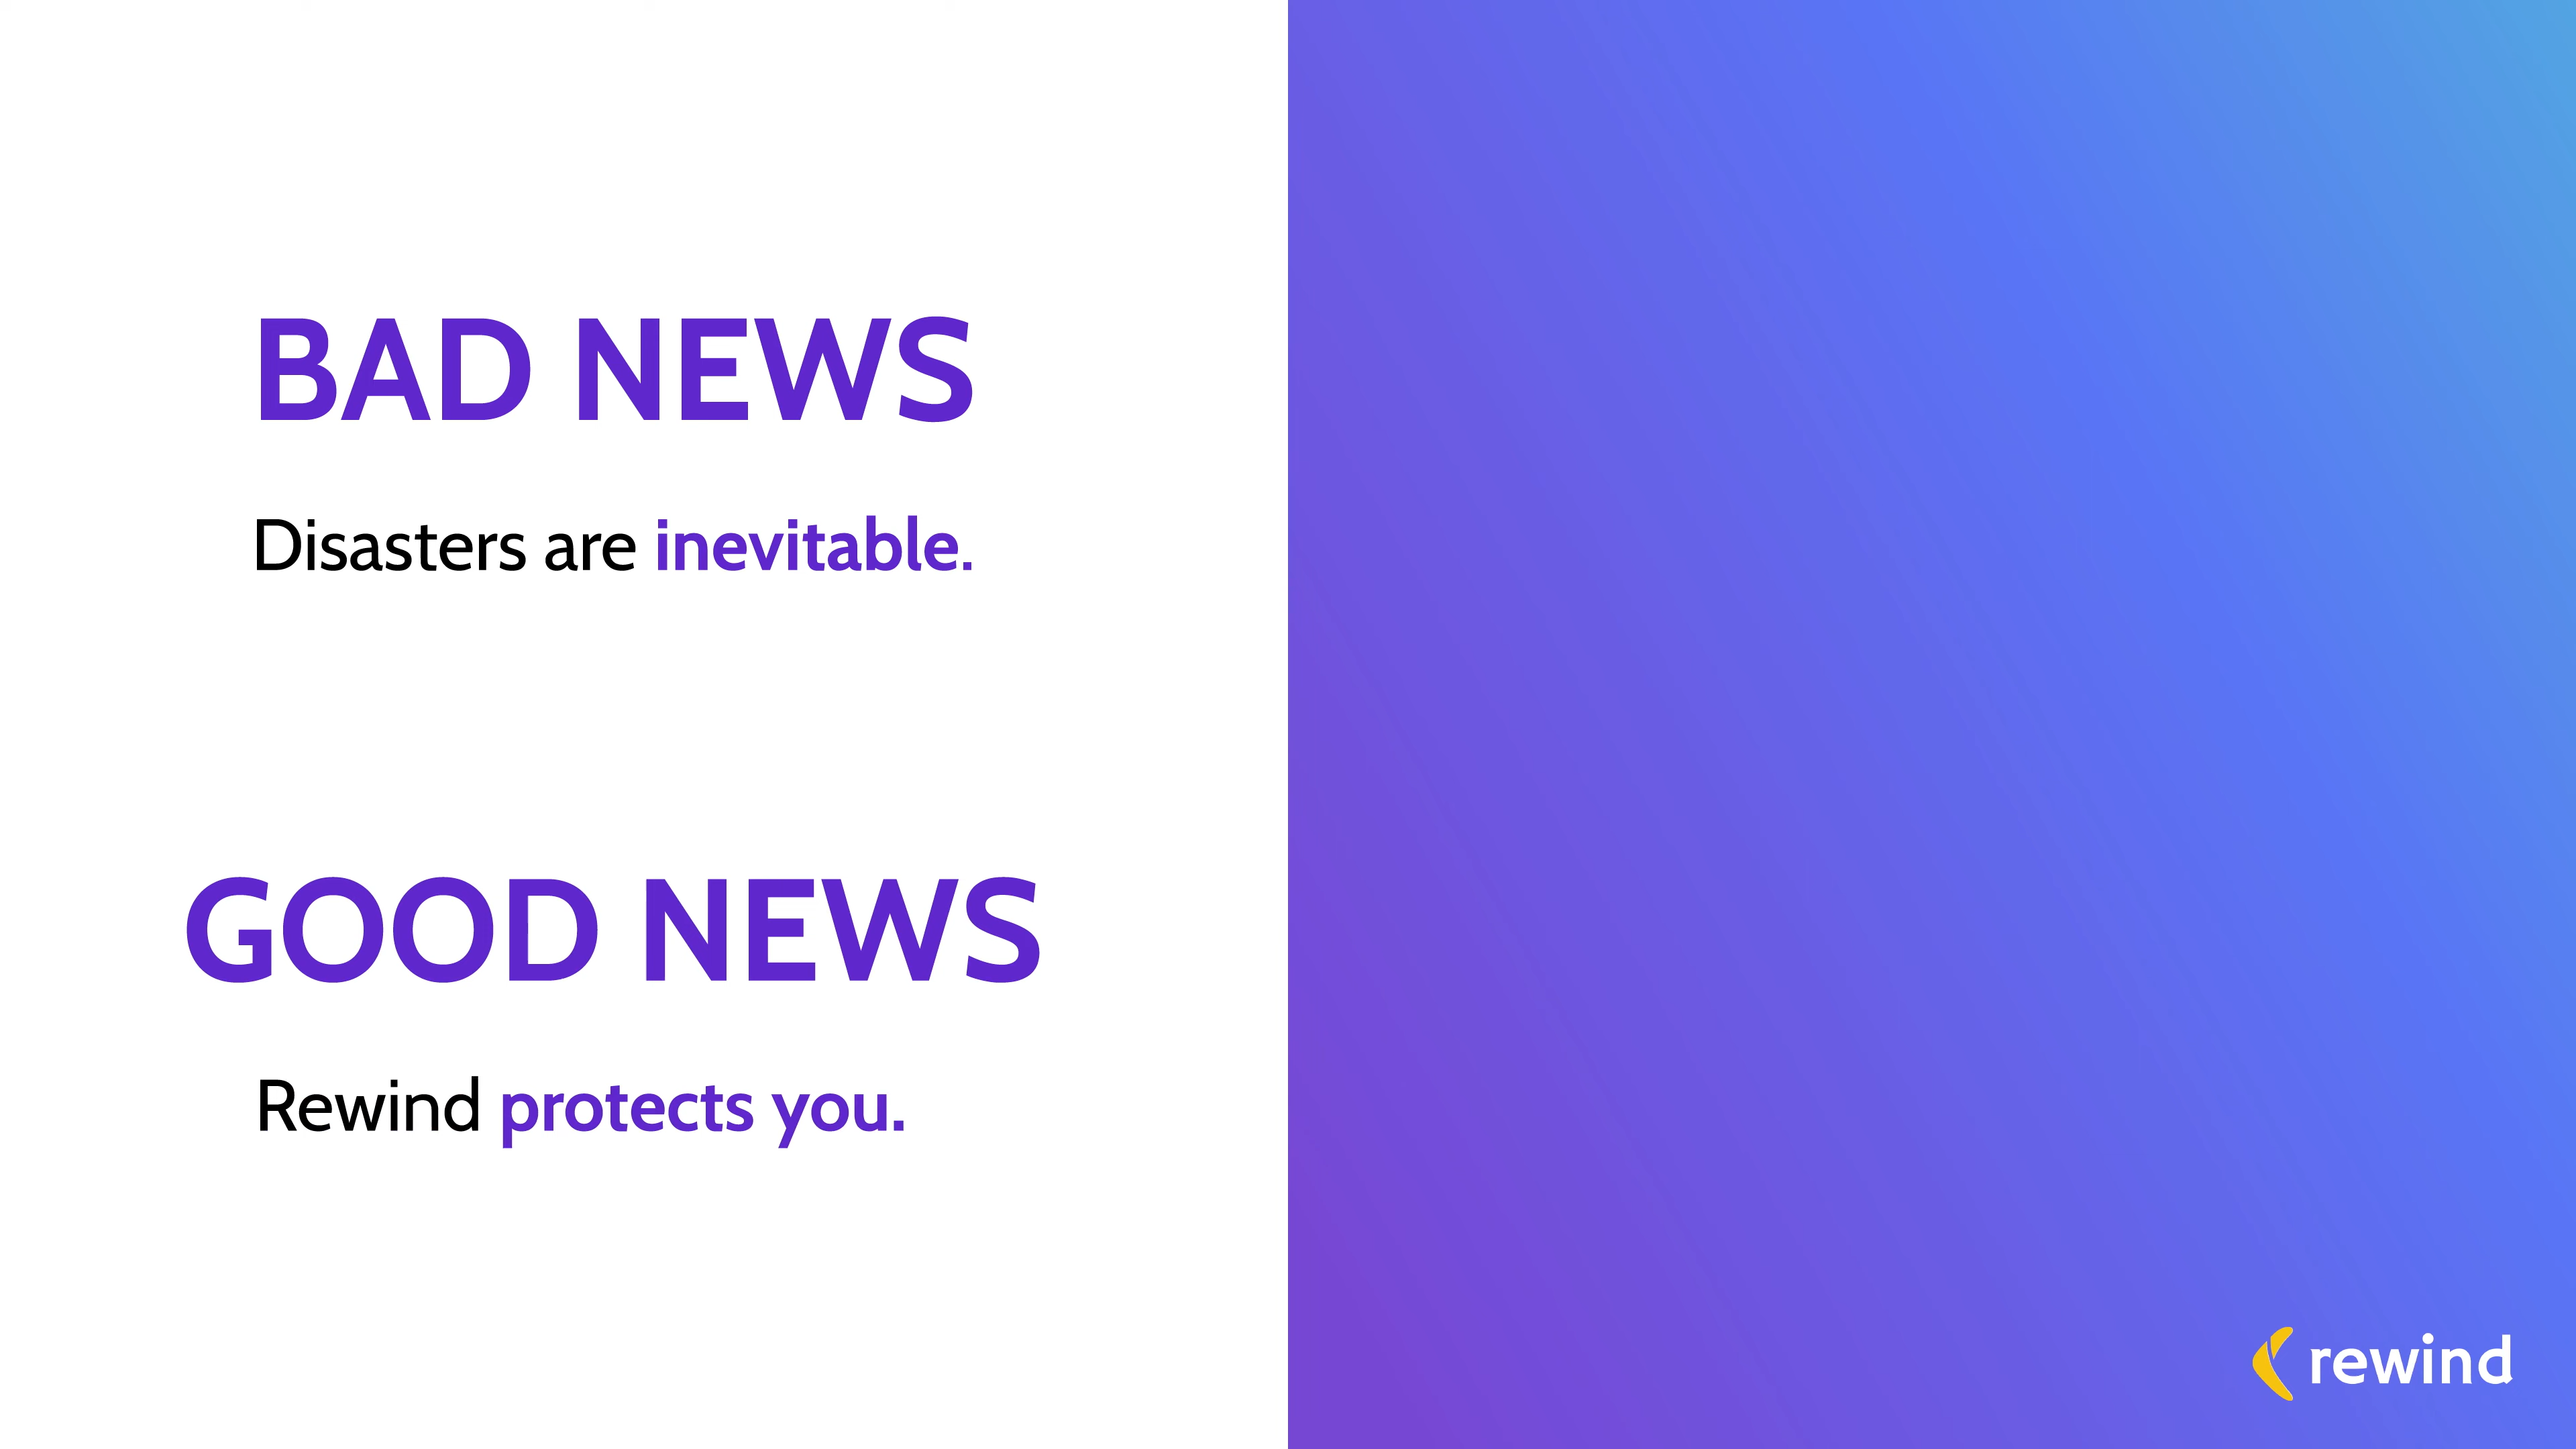 BAD NEWS
Disasters are inevitable.
GOOD NEWS
Rewind protects you.
rewind